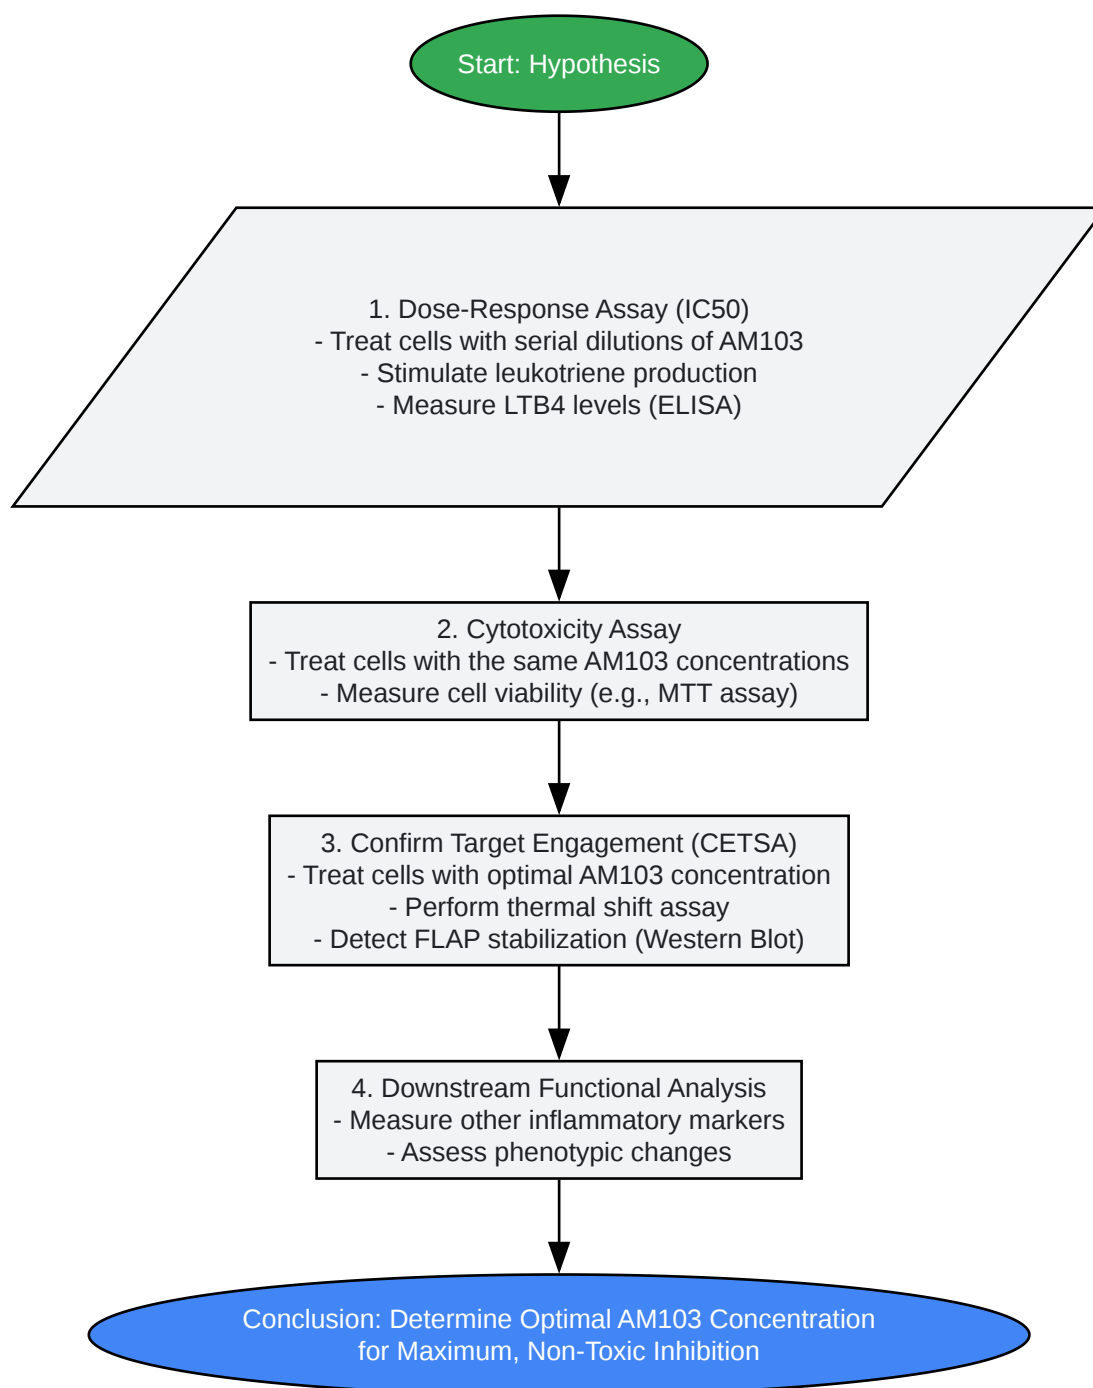 Start: Hypothesis
1. Dose-Response Assay (IC50)
- Treat cells with serial dilutions of AM103
- Stimulate leukotriene production
- Measure LTB4 levels (ELISA)
2. Cytotoxicity Assay
- Treat cells with the same AM103 concentrations
- Measure cell viability (e.g., MTT assay)
3. Confirm Target Engagement (CETSA)
- Treat cells with optimal AM103 concentration
- Perform thermal shift assay
- Detect FLAP stabilization (Western Blot)
4. Downstream Functional Analysis
- Measure other inflammatory markers
- Assess phenotypic changes
Conclusion: Determine Optimal AM103 Concentration
for Maximum, Non-Toxic Inhibition